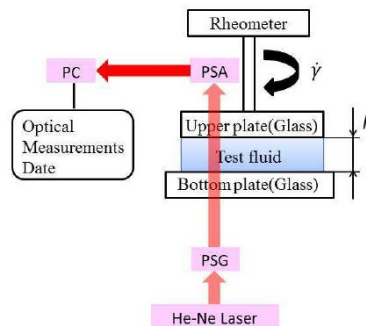 Rheometer
PC
PSA
γ̇
Optical
Measurements
Date
Upper plate(Glass)
Test fluid
Bottom plate(Glass)
PSG
He-Ne Laser